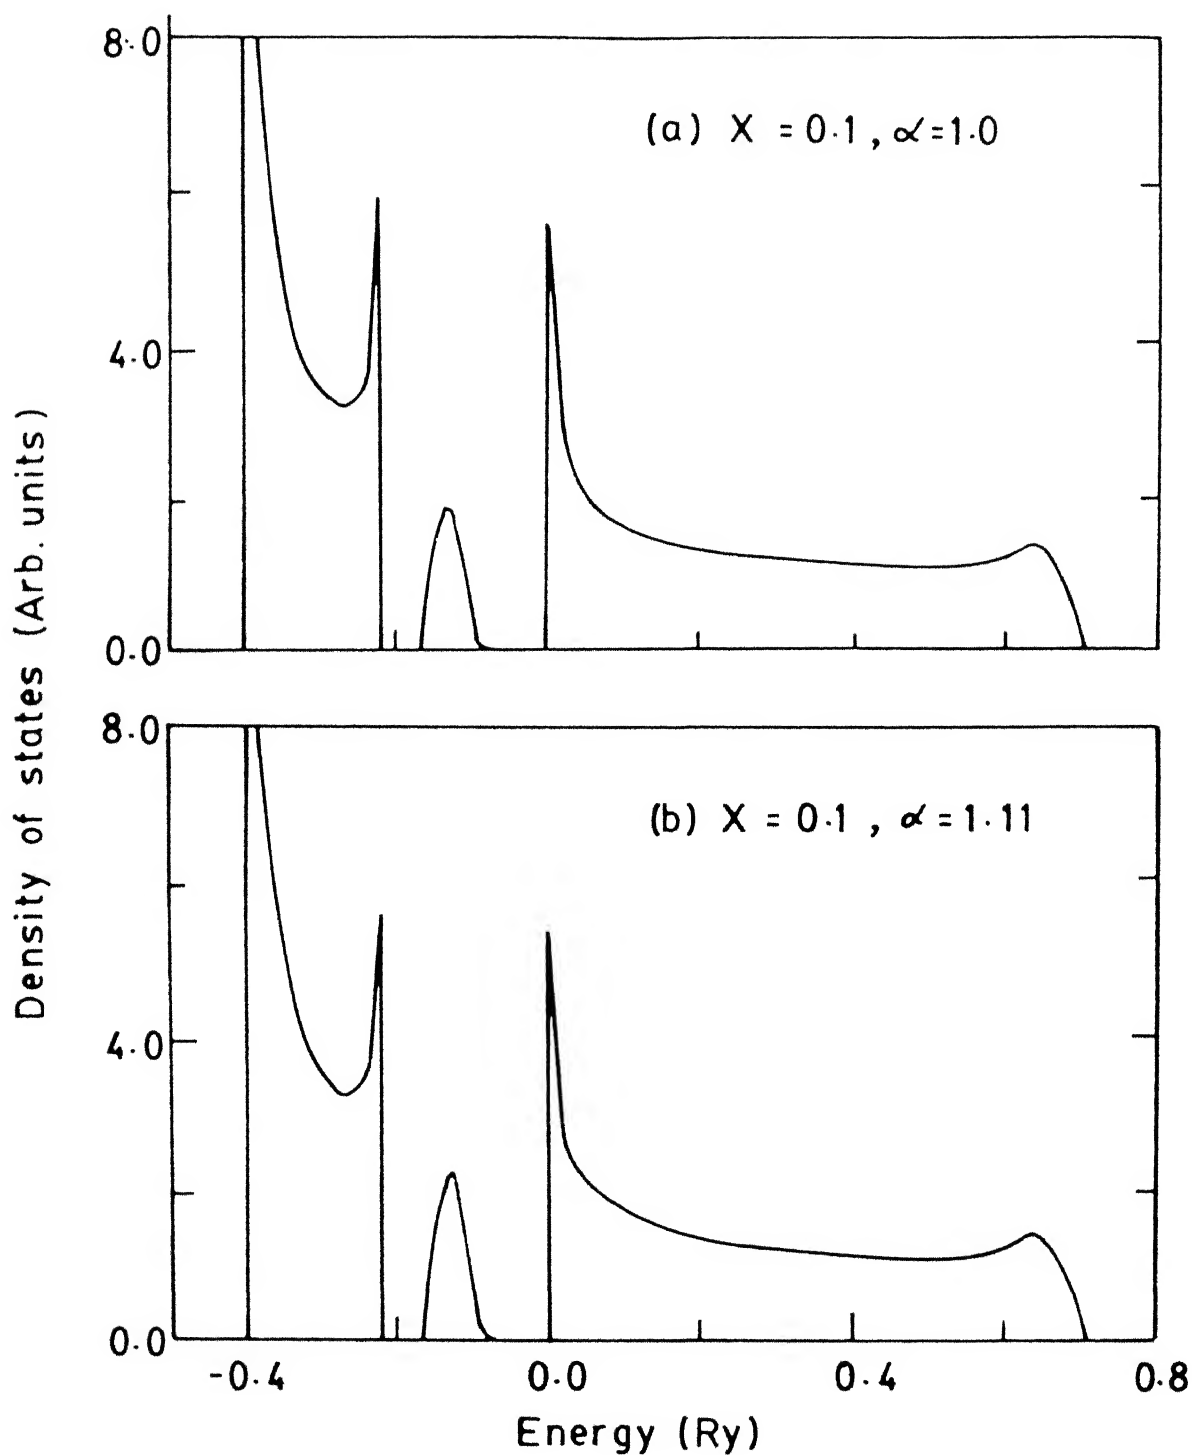 8.0
(a) X = 0.1 , α = 1.0
4.0
0.0
Density of states (Arb. units)
8.0
(b) X = 0.1 , α = 1.11
4.0
0.0
-0.4 0.0 0.4 0.8
Energy (Ry)